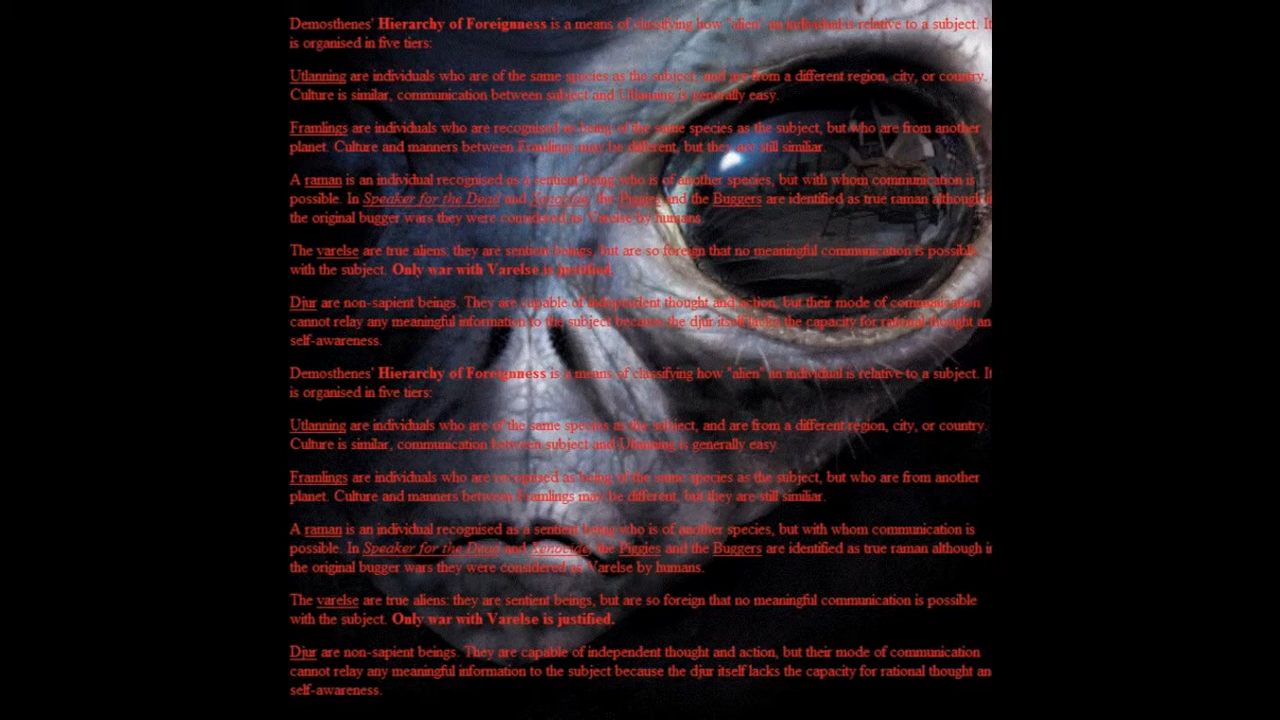 Demosthenes' Hierarchy of Foreignness is a means of classifying how "alien" an individual is relative to a subject. It
is organised in five tiers:
Utlanning are individuals who are of the same species as the subject, and are from a different region, city, or country.
Culture is similar, communication between subject and Utlanning is generally easy.
Framlings are individuals who are recognised as being of the same species as the subject, but who are from another
planet. Culture and manners between Framlings may be different, but they are still similiar.
A raman is an individual recognised as a sentient being who is of another species, but with whom communication is
possible. In Speaker for the Dead and Xenocide, the Piggies and the Buggers are identified as true raman although i
the original bugger wars they were considered as Varelse by humans.
The varelse are true aliens; they are sentient beings, but are so foreign that no meaningful communication is possible
with the subject. Only war with Varelse is justified.
Djur are non-sapient beings. They are capable of independent thought and action, but their mode of communication
cannot relay any meaningful information to the subject because the djur itself lacks the capacity for rational thought an
self-awareness.
Demosthenes' Hierarchy of Foreignness is a means of classifying how "alien" an individual is relative to a subject. It
is organised in five tiers:
Utlanning are individuals who are of the same species as the subject, and are from a different region, city, or country.
Culture is similar, communication between subject and Utlanning is generally easy
Framlings are individuals who are recognised as being of the same species as the subject, but who are from another
planet. Culture and manners between Framlings may be different, but they are still similiar.
A raman is an individual recognised as a sentient being who is of another species, but with whom communication is
possible. In Speaker for the Dead and Xenocide, the Piggies and the Buggers are identified as true raman although i
the original bugger wars they were considered as Varelse by humans.
The varelse are true aliens: they are sentient beings, but are so foreign that no meaningful communication is possible
with the subject. Only war with Varelse is justified.
Djur are non-sapient beings. They are capable of independent thought and action, but their mode of communication
cannot relay any meaningful information to the subject because the djur itself lacks the capacity for rational thought an
self-awareness.